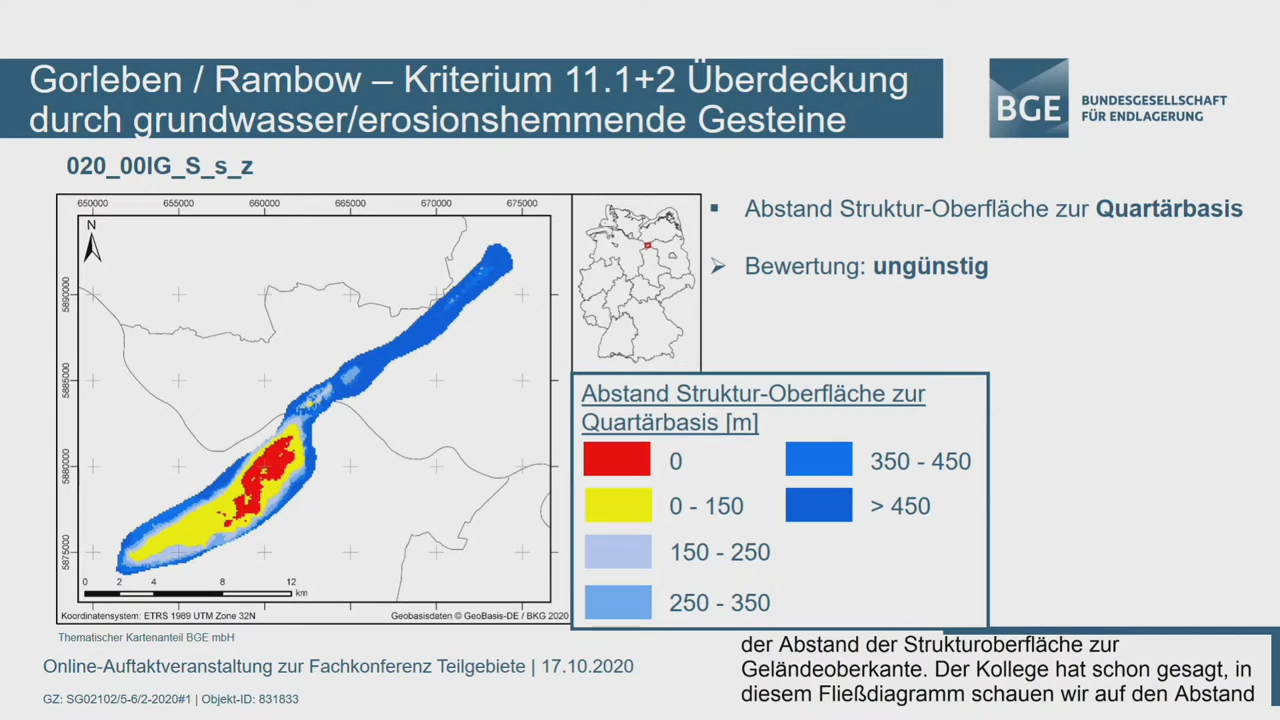 Gorleben / Rambow – Kriterium 11.1+2 Überdeckung
durch grundwasser/erosionshemmende Gesteine
BGE
BUNDESGESELLSCHAFT
FÜR ENDLAGERUNG
020_00IG_S_s_z
650000 655000 660000 665000 670000 675000
N
5890000
5885000
5880000
5875000
0 2 4 8 12
km
Koordinatensystem: ETRS 1989 UTM Zone 32N
Geobasisdaten © GeoBasis-DE / BKG 2020
Thematischer Kartenanteil BGE mbH
▪ Abstand Struktur-Oberfläche zur Quartärbasis
➢ Bewertung: ungünstig
Abstand Struktur-Oberfläche zur
Quartärbasis [m]
0
0 - 150
150 - 250
250 - 350
350 - 450
> 450
der Abstand der Strukturoberfläche zur
Geländeoberkante. Der Kollege hat schon gesagt, in
diesem Fließdiagramm schauen wir auf den Abstand
Online-Auftaktveranstaltung zur Fachkonferenz Teilgebiete | 17.10.2020
GZ: SG02102/5-6/2-2020#1 | Objekt-ID: 831833